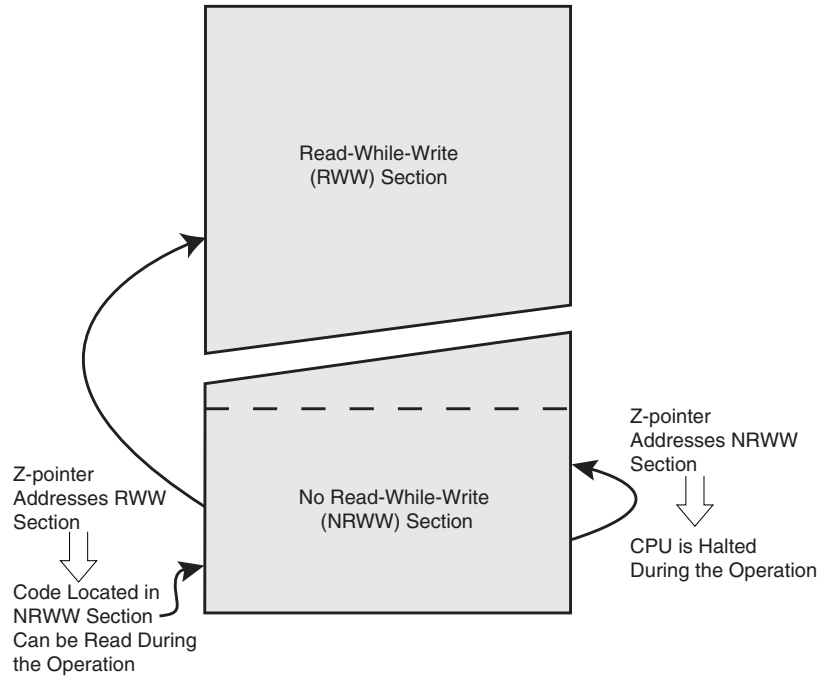 Read-While-Write
(RWW) Section
Z-pointer
Addresses NRWW
Section
Z-pointer
Addresses RWW
Section
No Read-While-Write
(NRWW) Section
CPU is Halted
During the Operation
Code Located in
NRWW Section
Can be Read During
the Operation